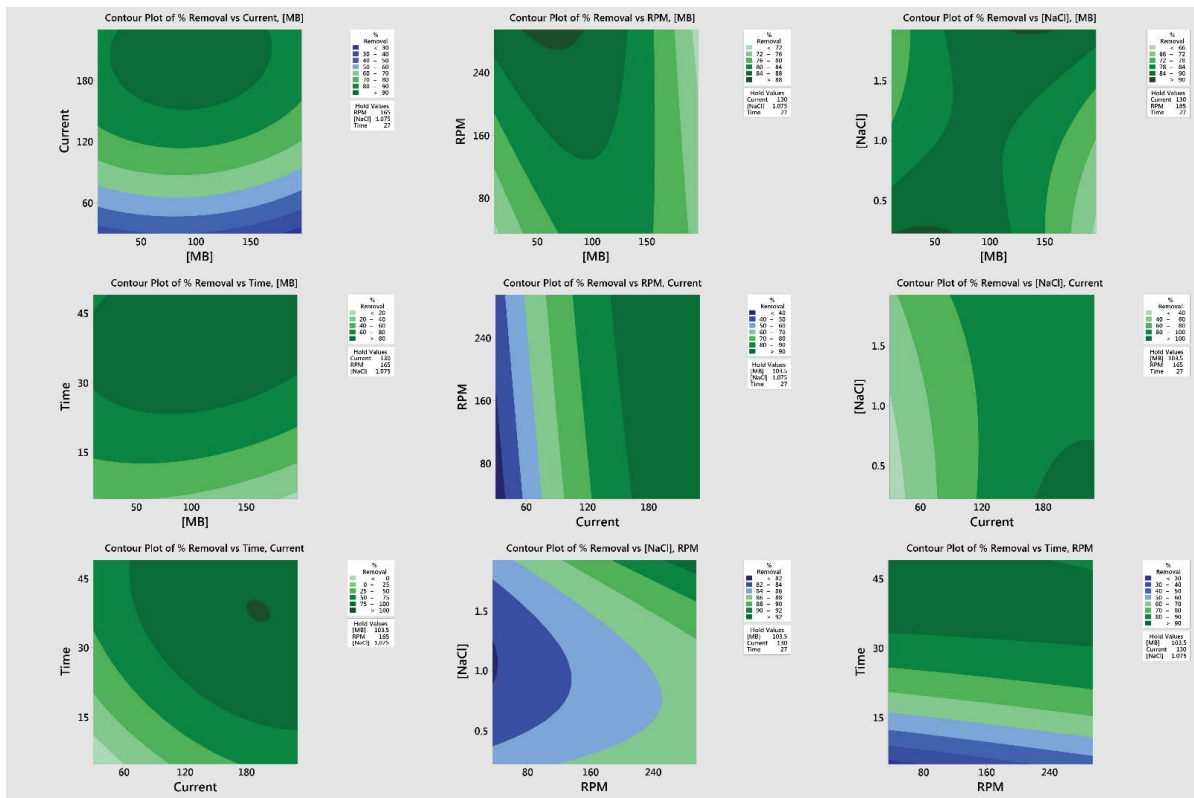 Contour Plot of % Removal vs Current, [MB]
Current
180
120
60
50 100 150
[MB]
%
Removal
< 30
30 – 40
40 – 50
50 – 60
60 – 70
70 – 80
80 – 90
> 90
Hold Values
RPM 165
[NaCl] 1.075
Time 27
Contour Plot of % Removal vs RPM, [MB]
RPM
240
160
80
50 100 150
[MB]
%
Removal
< 72
72 – 76
76 – 80
80 – 84
84 – 88
> 88
Hold Values
Current 130
[NaCl] 1.075
Time 27
Contour Plot of % Removal vs [NaCl], [MB]
[NaCl]
1.5
1.0
0.5
50 100 150
[MB]
%
Removal
< 66
66 – 72
72 – 78
78 – 84
84 – 90
> 90
Hold Values
Current 130
RPM 165
Time 27
Contour Plot of % Removal vs Time, [MB]
Time
45
30
15
50 100 150
[MB]
%
Removal
< 20
20 – 40
40 – 60
60 – 80
> 80
Hold Values
Current 130
RPM 165
[NaCl] 1.075
Contour Plot of % Removal vs RPM, Current
RPM
240
160
80
60 120 180
Current
%
Removal
< 40
40 – 50
50 – 60
60 – 70
70 – 80
80 – 90
> 90
Hold Values
[MB] 103.5
[NaCl] 1.075
Time 27
Contour Plot of % Removal vs [NaCl], Current
[NaCl]
1.5
1.0
0.5
60 120 180
Current
%
Removal
< 40
40 – 60
60 – 80
80 – 100
> 100
Hold Values
[MB] 103.5
RPM 165
Time 27
Contour Plot of % Removal vs Time, Current
Time
45
30
15
60 120 180
Current
%
Removal
< 0
0 – 25
25 – 50
50 – 75
75 – 100
> 100
Hold Values
[MB] 103.5
RPM 165
[NaCl] 1.075
Contour Plot of % Removal vs [NaCl], RPM
[NaCl]
1.5
1.0
0.5
80 160 240
RPM
%
Removal
< 82
82 – 84
84 – 86
86 – 88
88 – 90
90 – 92
> 92
Hold Values
[MB] 103.5
Current 130
Time 27
Contour Plot of % Removal vs Time, RPM
Time
45
30
15
80 160 240
RPM
%
Removal
< 30
30 – 40
40 – 50
50 – 60
60 – 70
70 – 80
80 – 90
> 90
Hold Values
[MB] 103.5
Current 130
[NaCl] 1.075